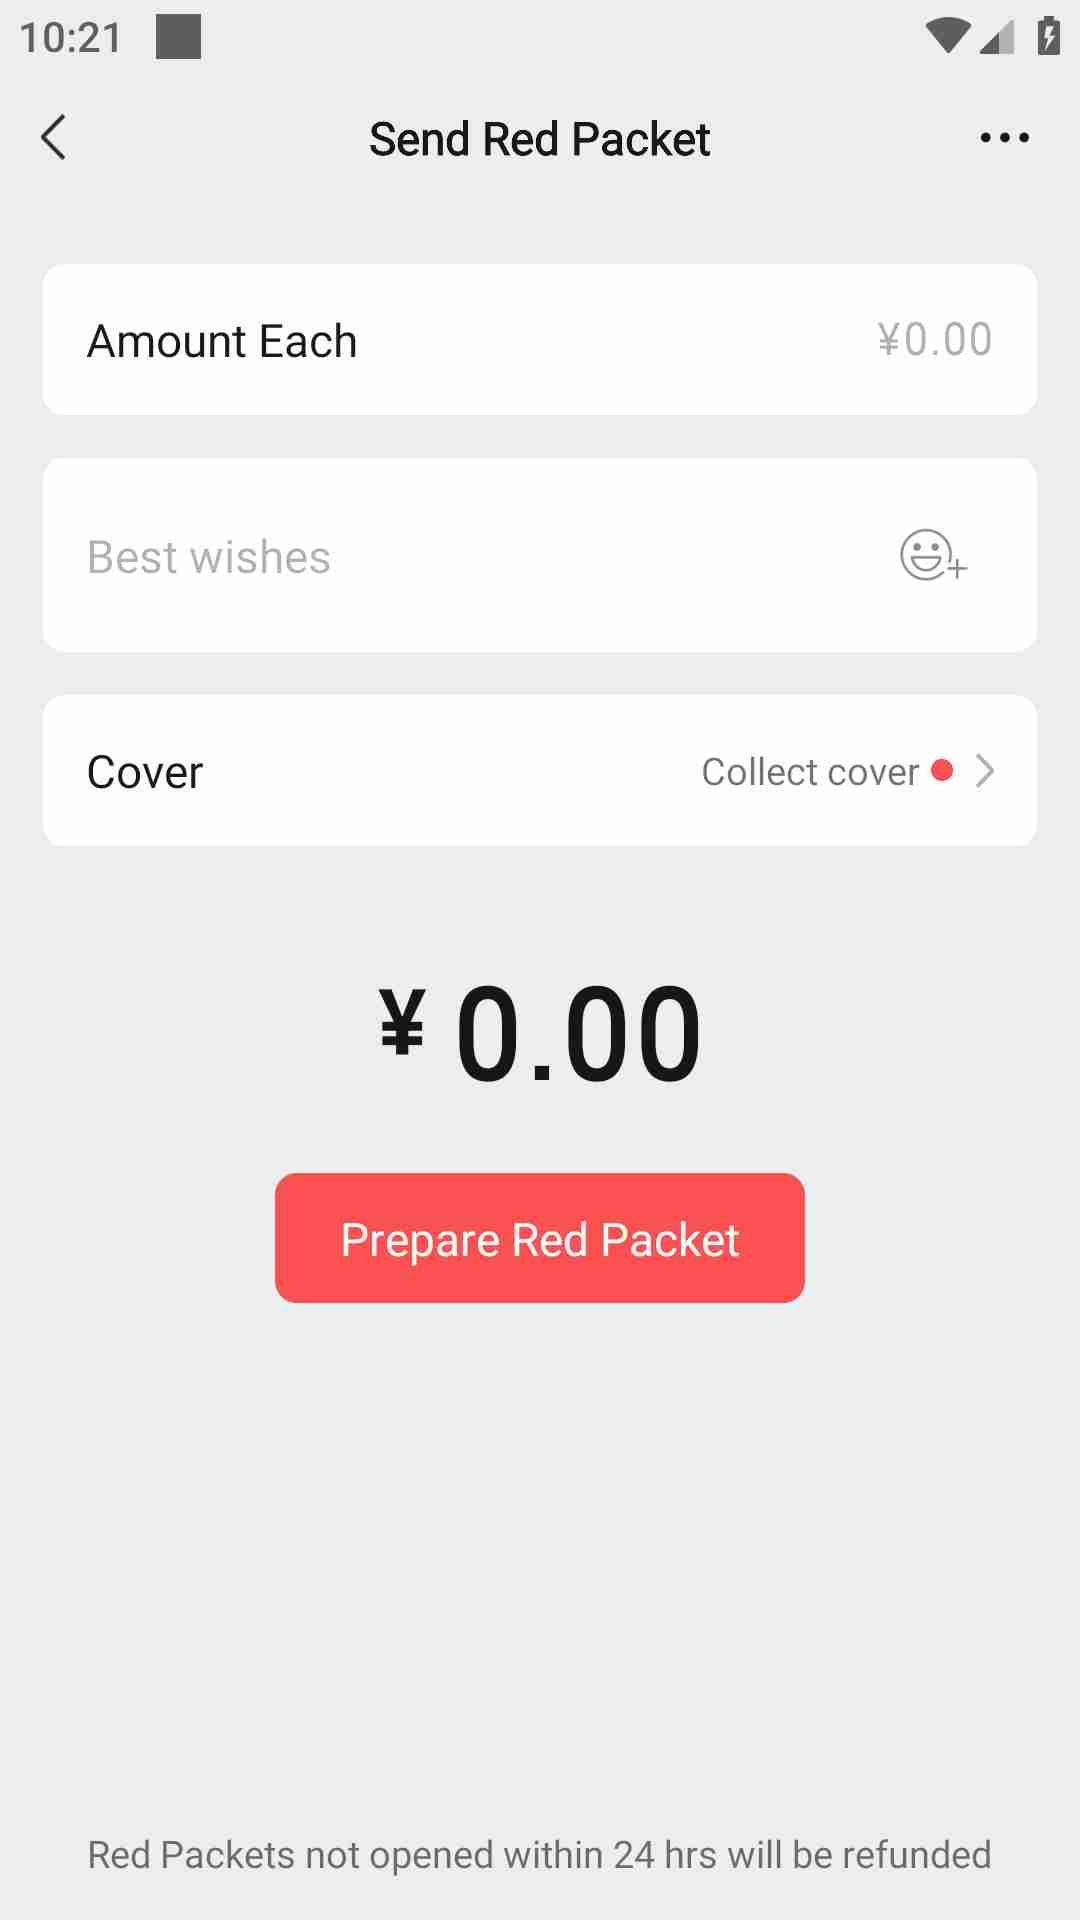 10:21
Send Red Packet
Amount Each ¥0.00
Best wishes
Cover Collect cover
¥ 0.00
Prepare Red Packet
Red Packets not opened within 24 hrs will be refunded